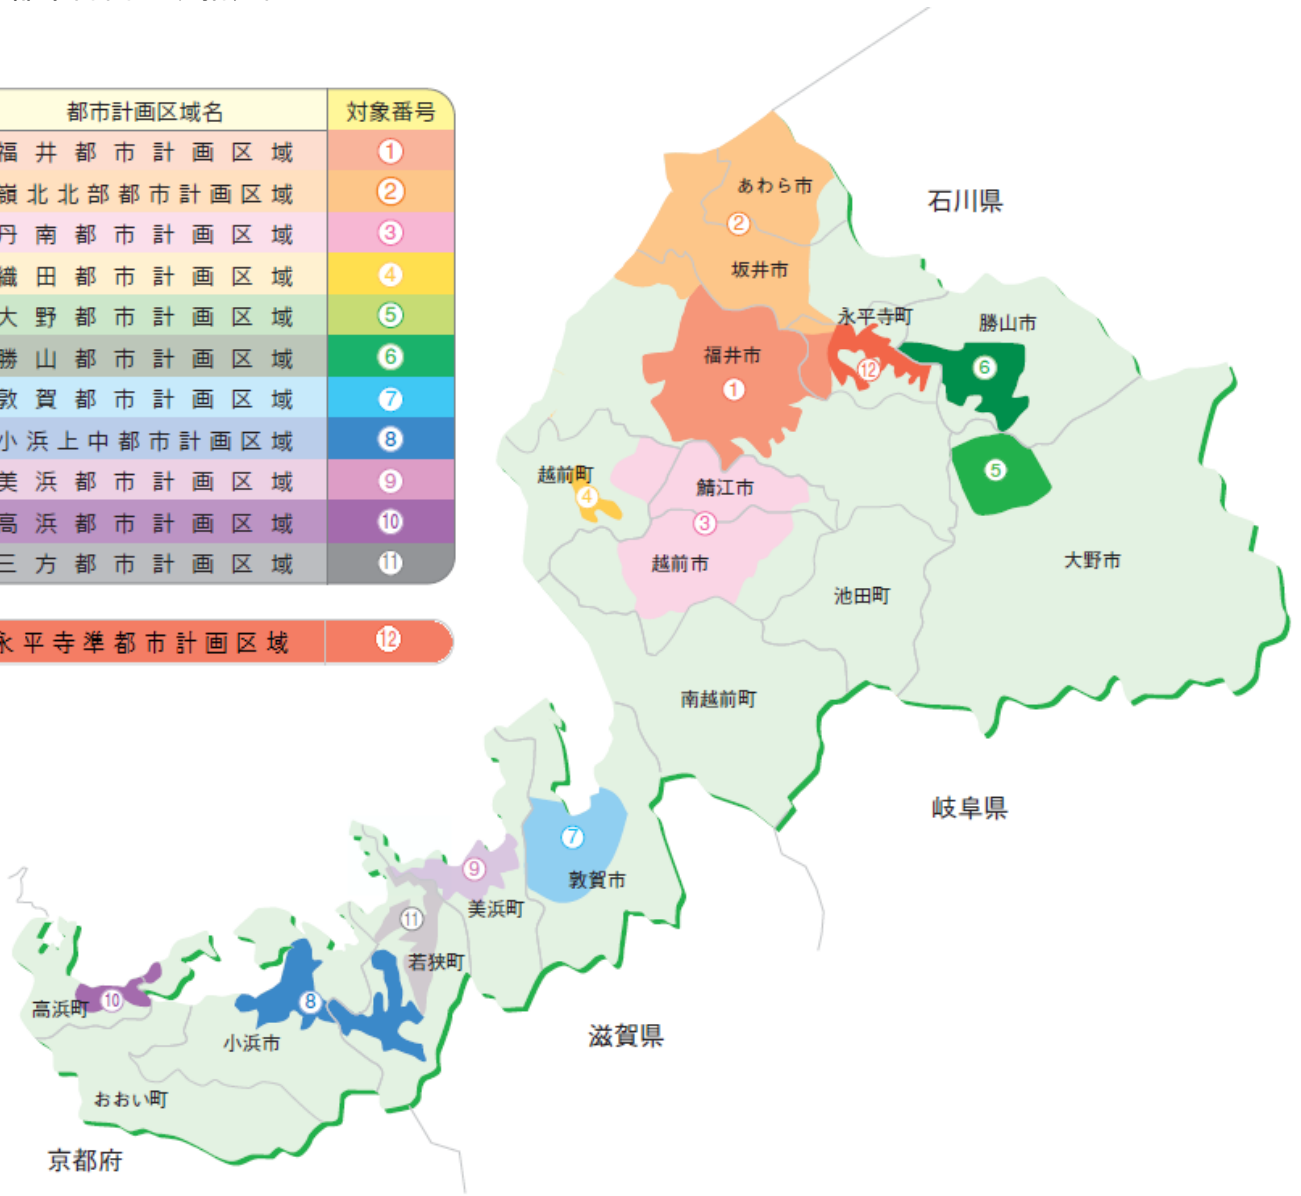 都市計画区域名 対象番号
福井都市計画区域 ①
嶺北北部都市計画区域 ②
丹南都市計画区域 ③
織田都市計画区域 ④
大野都市計画区域 ⑤
勝山都市計画区域 ⑥
敦賀都市計画区域 ⑦
小浜上中都市計画区域 ⑧
美浜都市計画区域 ⑨
高浜都市計画区域 ⑩
三方都市計画区域 ⑪
永平寺準都市計画区域 ⑫
あわら市
②
坂井市
石川県
永平寺町
勝山市
福井市
①
⑫
⑥
越前町
④
鯖江市
③
越前市
⑤
大野市
池田町
南越前町
岐阜県
⑦
敦賀市
⑨
美浜町
⑪
若狭町
高浜町
⑩
⑧
小浜市
滋賀県
おおい町
京都府